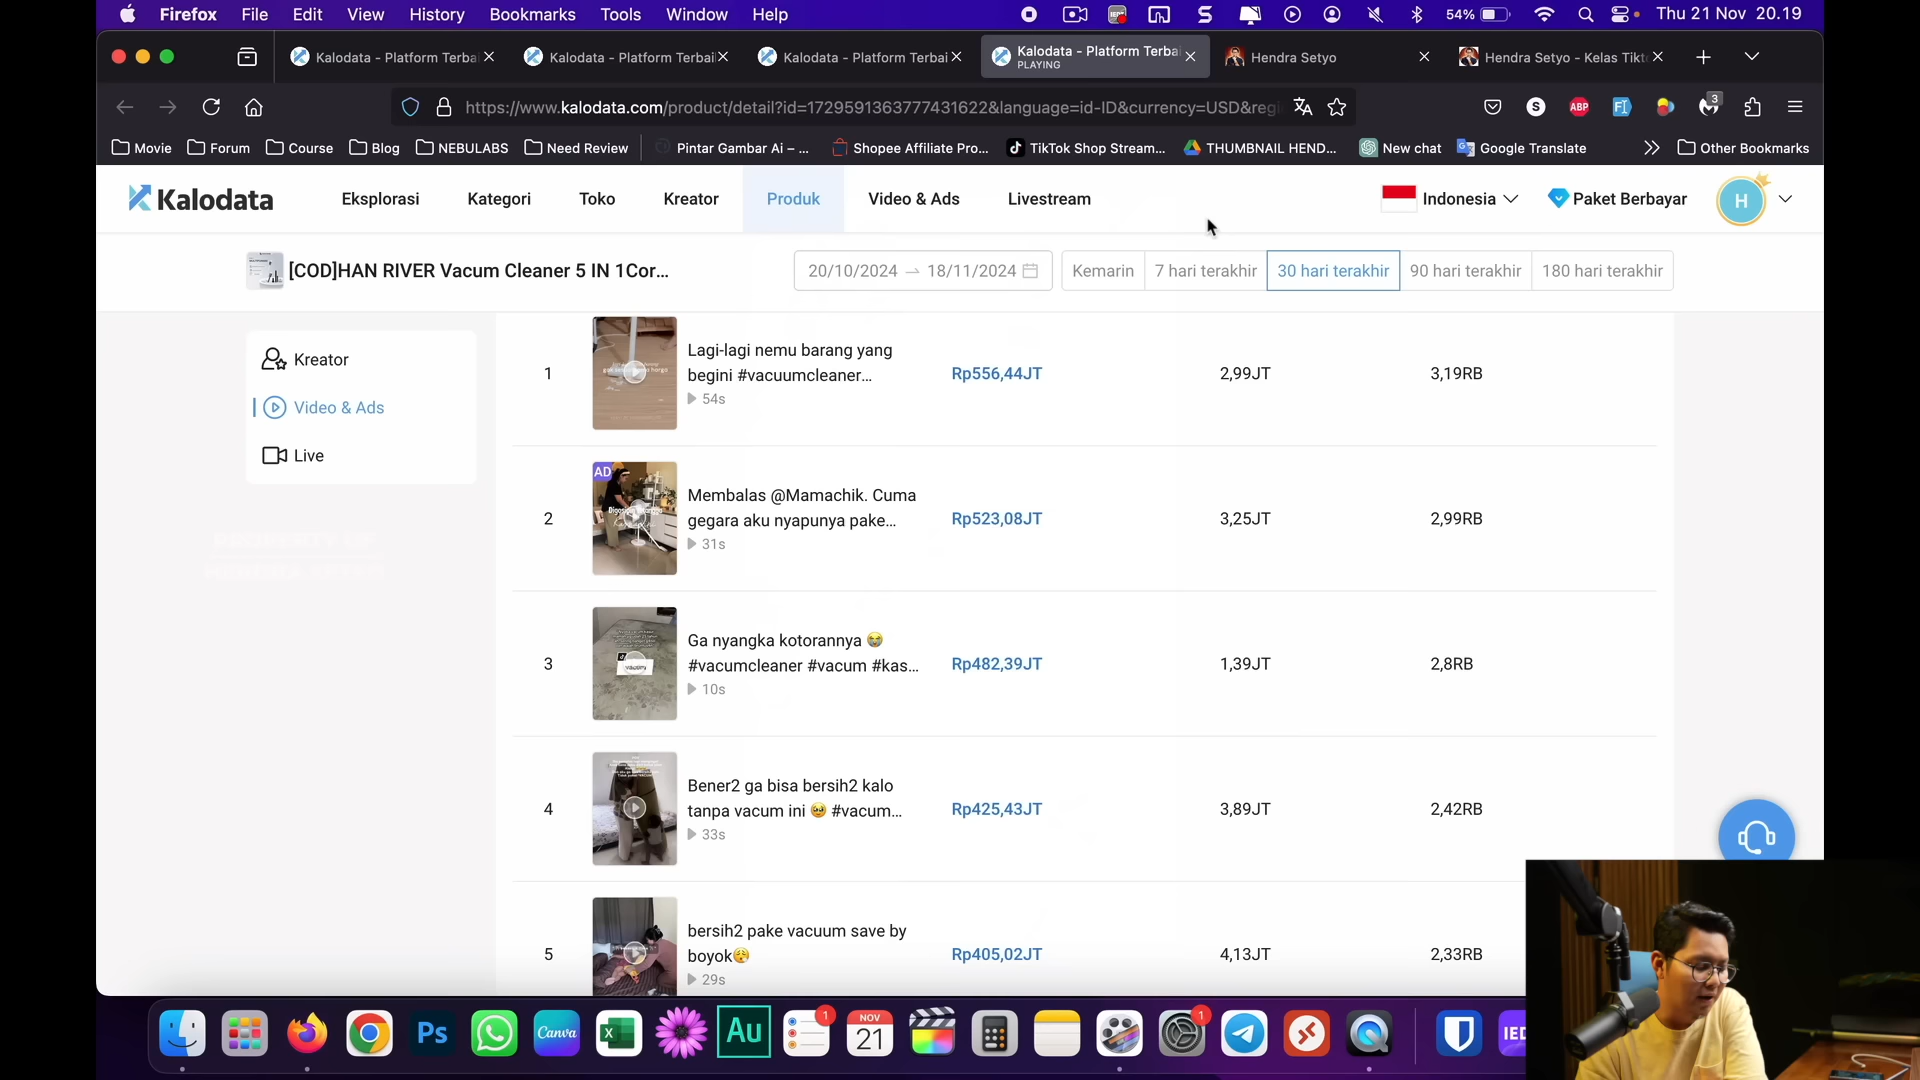 Firefox File Edit View History Bookmarks Tools Window Help 54% Thu 21 Nov 20.19
Kalodata - Platform Terba
Kalodata - Platform Terbail
Kalodata - Platform Terbai
Kalodata - Platform Terba
PLAYING
Hendra Setyo
Hendra Setyo - Kelas Tikt
https://www.kalodata.com/product/detail?id=1729591363777431622&language=id-ID&currency=USD&regi
S ABP 3
Movie Forum Course Blog NEBULABS Need Review Pintar Gambar Ai – ... Shopee Affiliate Pro... TikTok Shop Stream... THUMBNAIL HEND... New chat Google Translate Other Bookmarks
Kalodata Eksplorasi Kategori Toko Kreator Produk Video & Ads Livestream Indonesia Paket Berbayar H
[COD]HAN RIVER Vacum Cleaner 5 IN 1Cor... 20/10/2024 → 18/11/2024 Kemarin 7 hari terakhir 30 hari terakhir 90 hari terakhir 180 hari terakhir
Kreator
Video & Ads
Live
1
Lagi-lagi nemu barang yang
begini #vacuumcleaner...
54s
Rp556,44JT 2,99JT 3,19RB
2
AD
Membalas @Mamachik. Cuma
gegara aku nyapunya pake...
31s
Rp523,08JT 3,25JT 2,99RB
3
Ga nyangka kotorannya 😭
#vacumcleaner #vacum #kas...
10s
Rp482,39JT 1,39JT 2,8RB
4
Bener2 ga bisa bersih2 kalo
tanpa vacum ini 🥹 #vacum...
33s
Rp425,43JT 3,89JT 2,42RB
5
bersih2 pake vacuum save by
boyok😮‍💨
29s
Rp405,02JT 4,13JT 2,33RB
PROPERTY OF
Ps Canva Au 1 NOV 21 1 IED